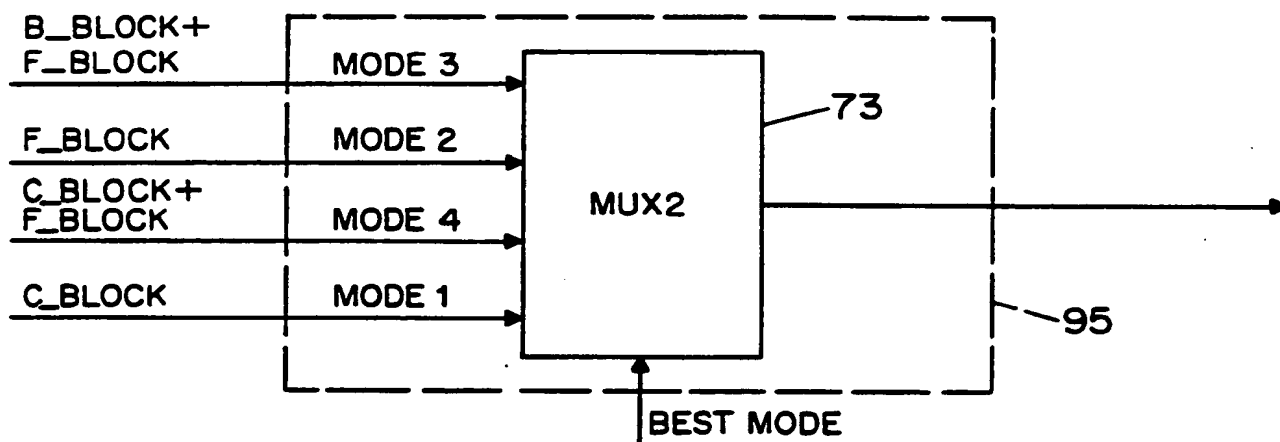 B_BLOCK+
F_BLOCK MODE 3
73
F_BLOCK MODE 2
C_BLOCK+
MUX2
F_BLOCK MODE 4
C_BLOCK MODE 1
95
BEST MODE